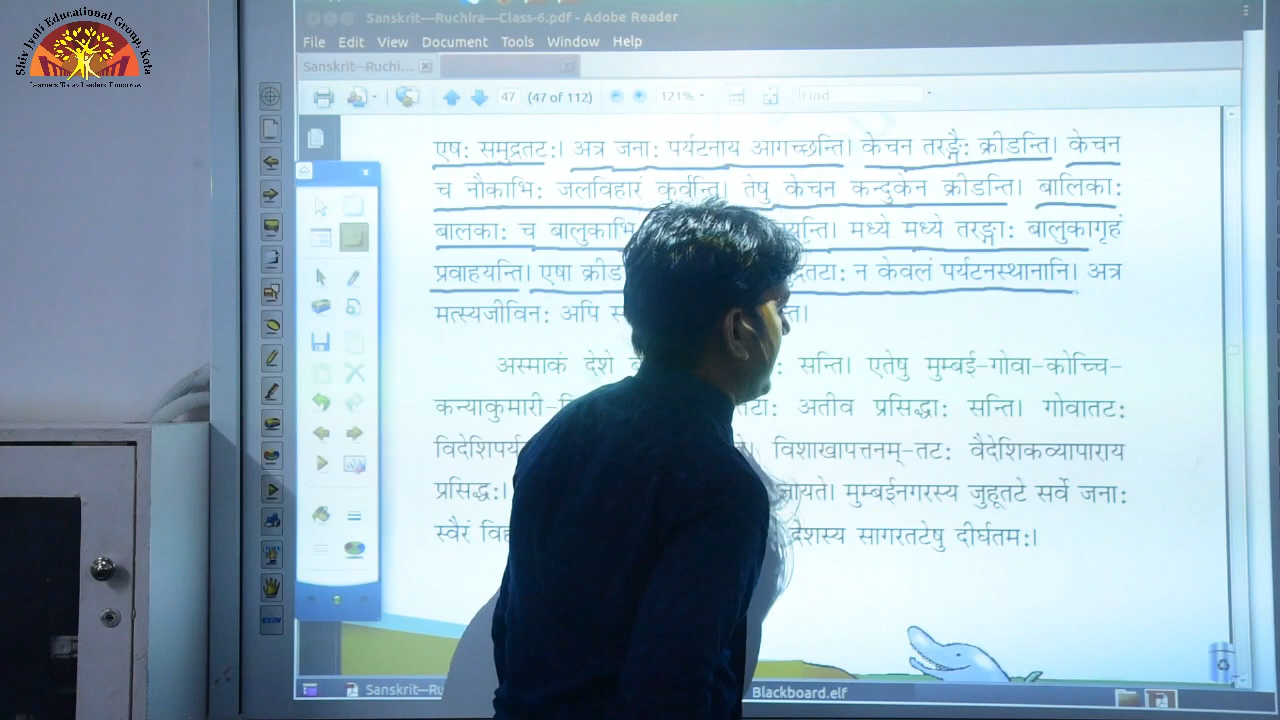 Shiv Jyoti Educational Group, Kota
Sanskrit—Ruchira—Class-6.pdf - Adobe Reader
File Edit View Document Tools Window Help
Sanskrit—Ruchi...
47 (47 of 112) 121% Find
एषः समुद्रतटः। अत्र जनाः पर्यटनाय आगच्छन्ति। केचन तरङ्गैः क्रीडन्ति। केचन
च नौकाभिः जलविहारं कुर्वन्ति। तेषु केचन कन्दुकेन क्रीडन्ति। बालिकाः
बालकाः च बालुकाभि मध्ये मध्ये तरङ्गाः बालुकागृहं
प्रवाहयन्ति। एषा क्रीड द्रतटाः न केवलं पर्यटनस्थानानि। अत्र
मत्स्यजीविनः अपि
अस्माकं देशे सन्ति। एतेषु मुम्बई-गोवा-कोच्चि-
कन्याकुमारी- अतीव प्रसिद्धाः सन्ति। गोवातटः
विदेशिपर्य विशाखापत्तनम्-तटः वैदेशिकव्यापाराय
प्रसिद्धः। जायते। मुम्बईनगरस्य जुहूतटे सर्वे जनाः
स्वैरं देशस्य सागरतटेषु दीर्घतमः।
Sanskrit—Ru Blackboard.elf